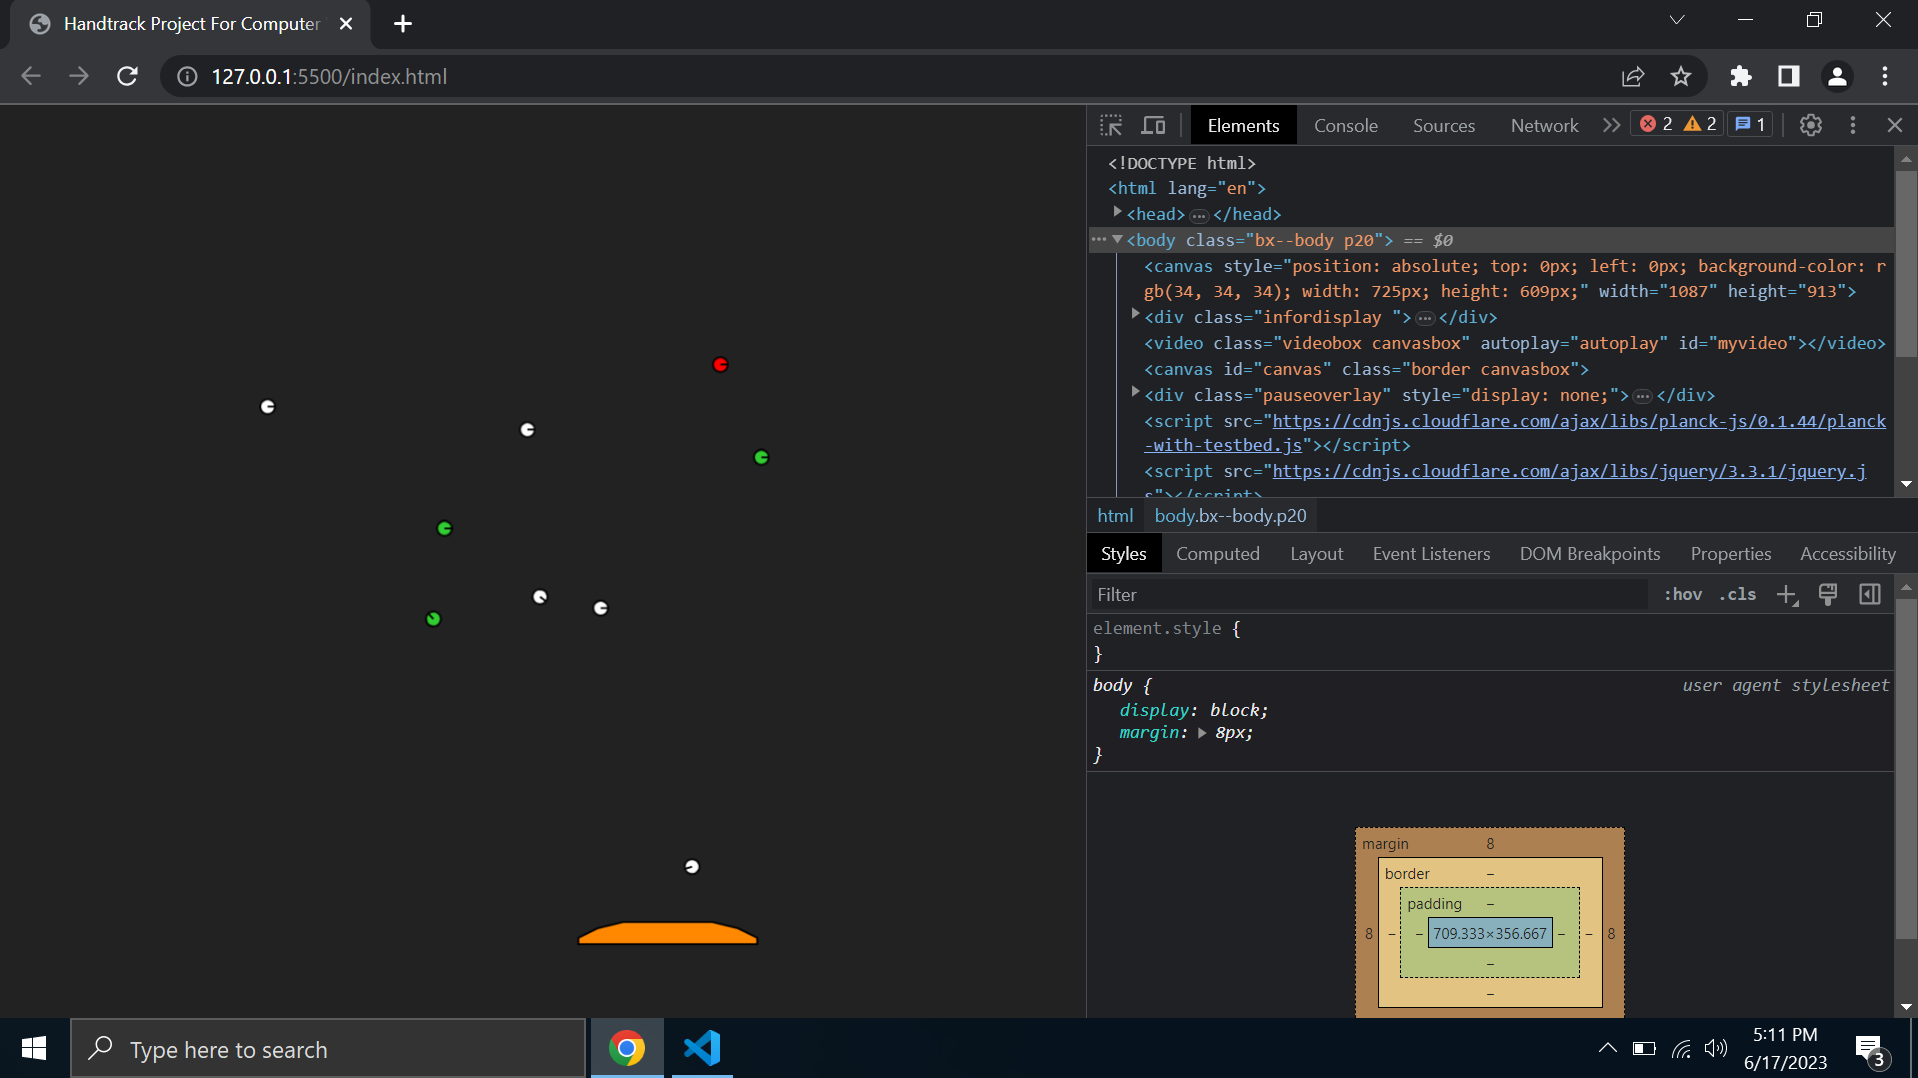 Handtrack Project For Computer
127.0.0.1:5500/index.html
Elements Console Sources Network 2 2 1
<!DOCTYPE html>
<html lang="en">
<head> … </head>
… <body class="bx--body p20"> == $0
<canvas style="position: absolute; top: 0px; left: 0px; background-color: r
gb(34, 34, 34); width: 725px; height: 609px;" width="1087" height="913">
<div class="infordisplay "> … </div>
<video class="videobox canvasbox" autoplay="autoplay" id="myvideo"></video>
<canvas id="canvas" class="border canvasbox">
<div class="pauseoverlay" style="display: none;"> … </div>
<script src="https://cdnjs.cloudflare.com/ajax/libs/planck-js/0.1.44/planck
-with-testbed.js"></script>
<script src="https://cdnjs.cloudflare.com/ajax/libs/jquery/3.3.1/jquery.j
s"></script>
html body.bx--body.p20
Styles Computed Layout Event Listeners DOM Breakpoints Properties Accessibility
Filter :hov .cls
element.style {
}
body { user agent stylesheet
display: block;
margin: 8px;
}
margin 8
border –
padding –
8 – – 709.333×356.667 – – 8
–
–
Type here to search
5:11 PM
6/17/2023
3